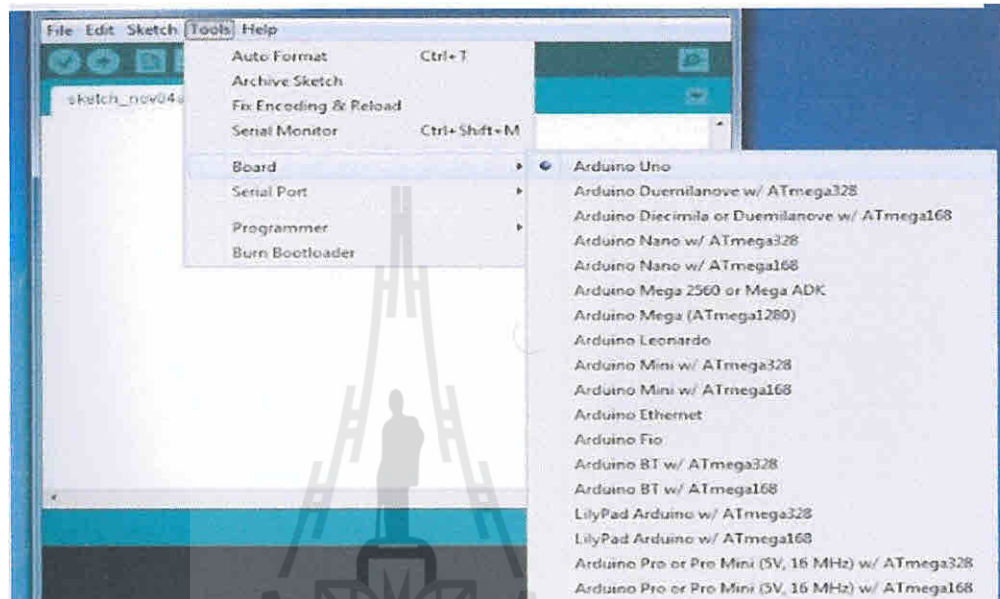 File Edit Sketch Tools Help
Auto Format Ctrl+T
Archive Sketch
Fix Encoding & Reload
Serial Monitor Ctrl+Shift+M
Board
Serial Port
Programmer
Burn Bootloader
sketch_nov04a
Arduino Uno
Arduino Duemilanove w/ ATmega328
Arduino Diecimila or Duemilanove w/ ATmega168
Arduino Nano w/ ATmega328
Arduino Nano w/ ATmega168
Arduino Mega 2560 or Mega ADK
Arduino Mega (ATmega1280)
Arduino Leonardo
Arduino Mini w/ ATmega328
Arduino Mini w/ ATmega168
Arduino Ethernet
Arduino Fio
Arduino BT w/ ATmega328
Arduino BT w/ ATmega168
LilyPad Arduino w/ ATmega328
LilyPad Arduino w/ ATmega168
Arduino Pro or Pro Mini (5V, 16 MHz) w/ ATmega328
Arduino Pro or Pro Mini (5V, 16 MHz) w/ ATmega168